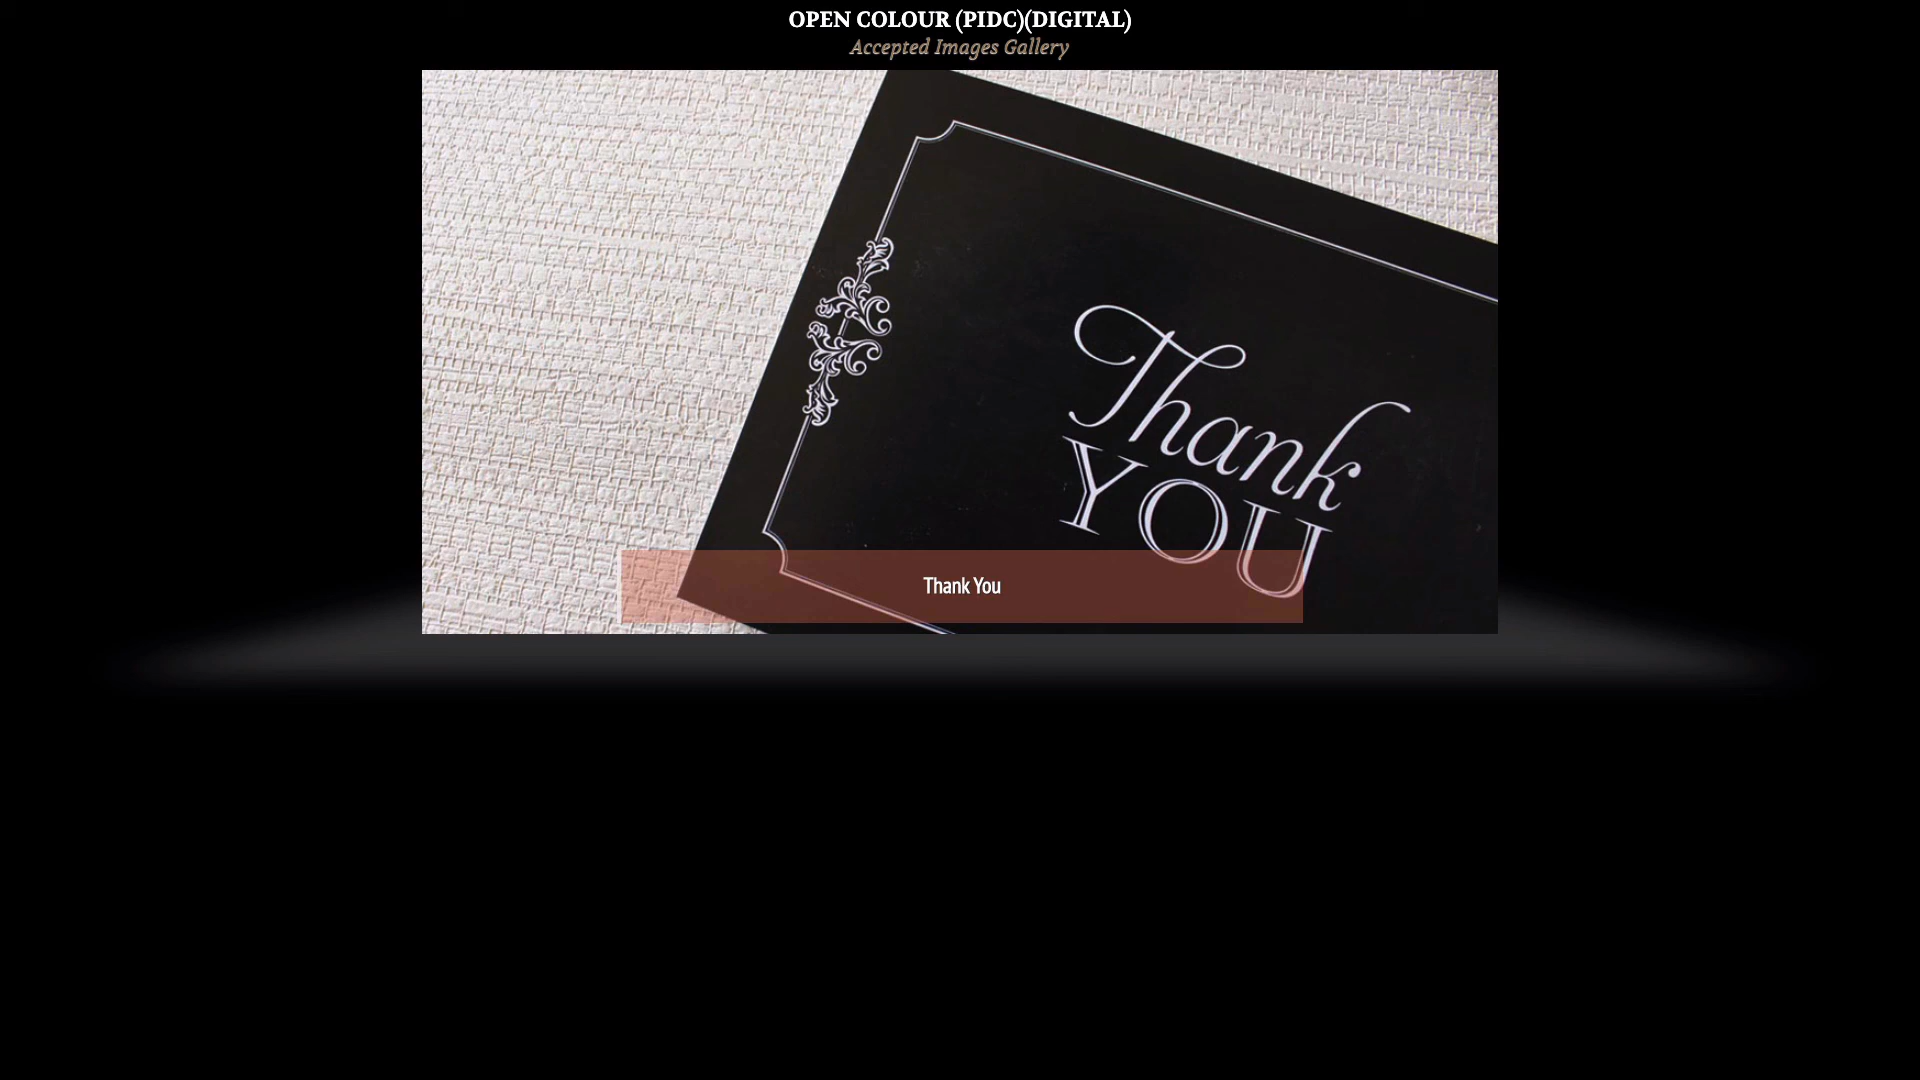 OPEN COLOUR (PIDC)(DIGITAL)
Accepted Images Gallery
Thank
YOU
Thank You